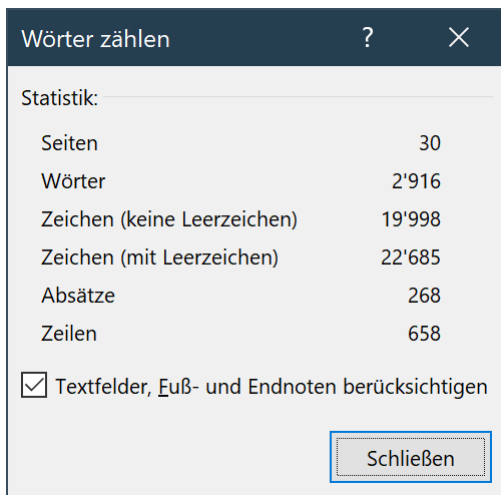 Wörter zählen ?
Statistik:
Seiten 30
Wörter 2'916
Zeichen (keine Leerzeichen) 19'998
Zeichen (mit Leerzeichen) 22'685
Absätze 268
Zeilen 658
Textfelder, Fuß- und Endnoten berücksichtigen
Schließen